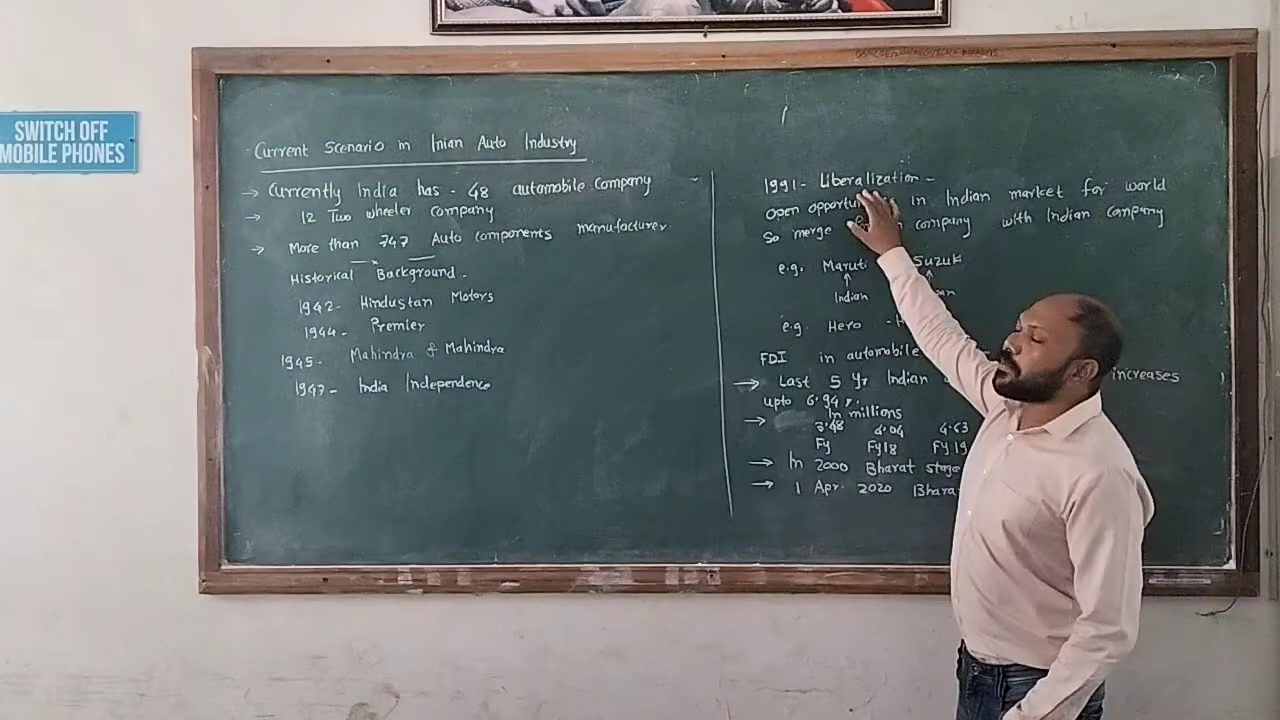 SWITCH OFF
MOBILE PHONES
Current Scenario in Inian Auto Industry
→ Currently India has - 48 automobile Company
→ 12 Two wheeler company
→ More than 747 Auto components manufacturer
Historical Background.
1942- Hindustan Motors
1944- Premier
1945- Mahindra & Mahindra
1947- India Independence
1991- Liberalization -
open in Indian market for world
So merge company with Indian Company
e.g. Maruti Suzuki
Indian
e.g. Hero -
FDI in automobile
→ Last 5 Yr Indian increases
upto 6.94 %.
→ In millions
3.48 4.04 4.63
Fy Fy18 Fy19
→ In 2000 Bharat stage
→ 1 Apr. 2020